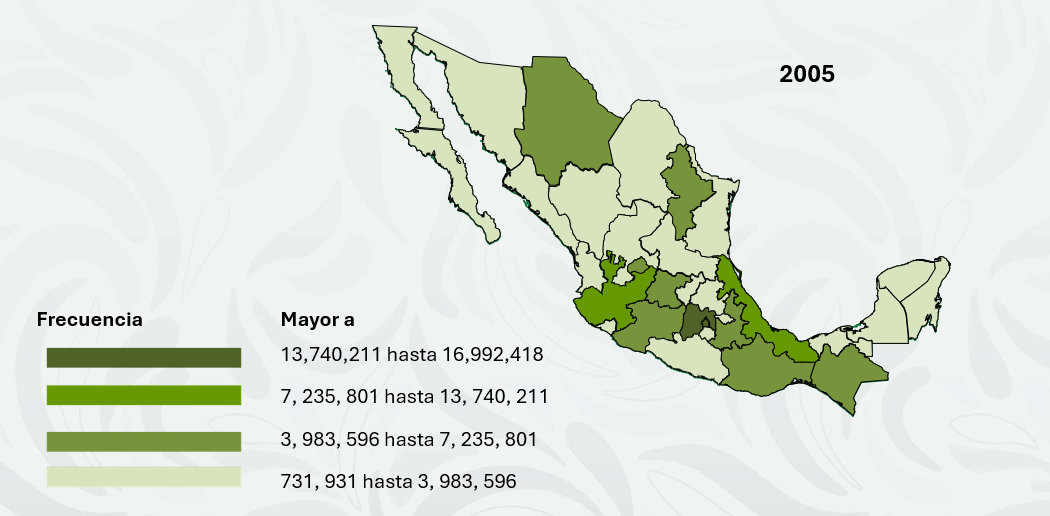 2005
Frecuencia Mayor a
13,740,211 hasta 16,992,418
7, 235, 801 hasta 13, 740, 211
3, 983, 596 hasta 7, 235, 801
731, 931 hasta 3, 983, 596